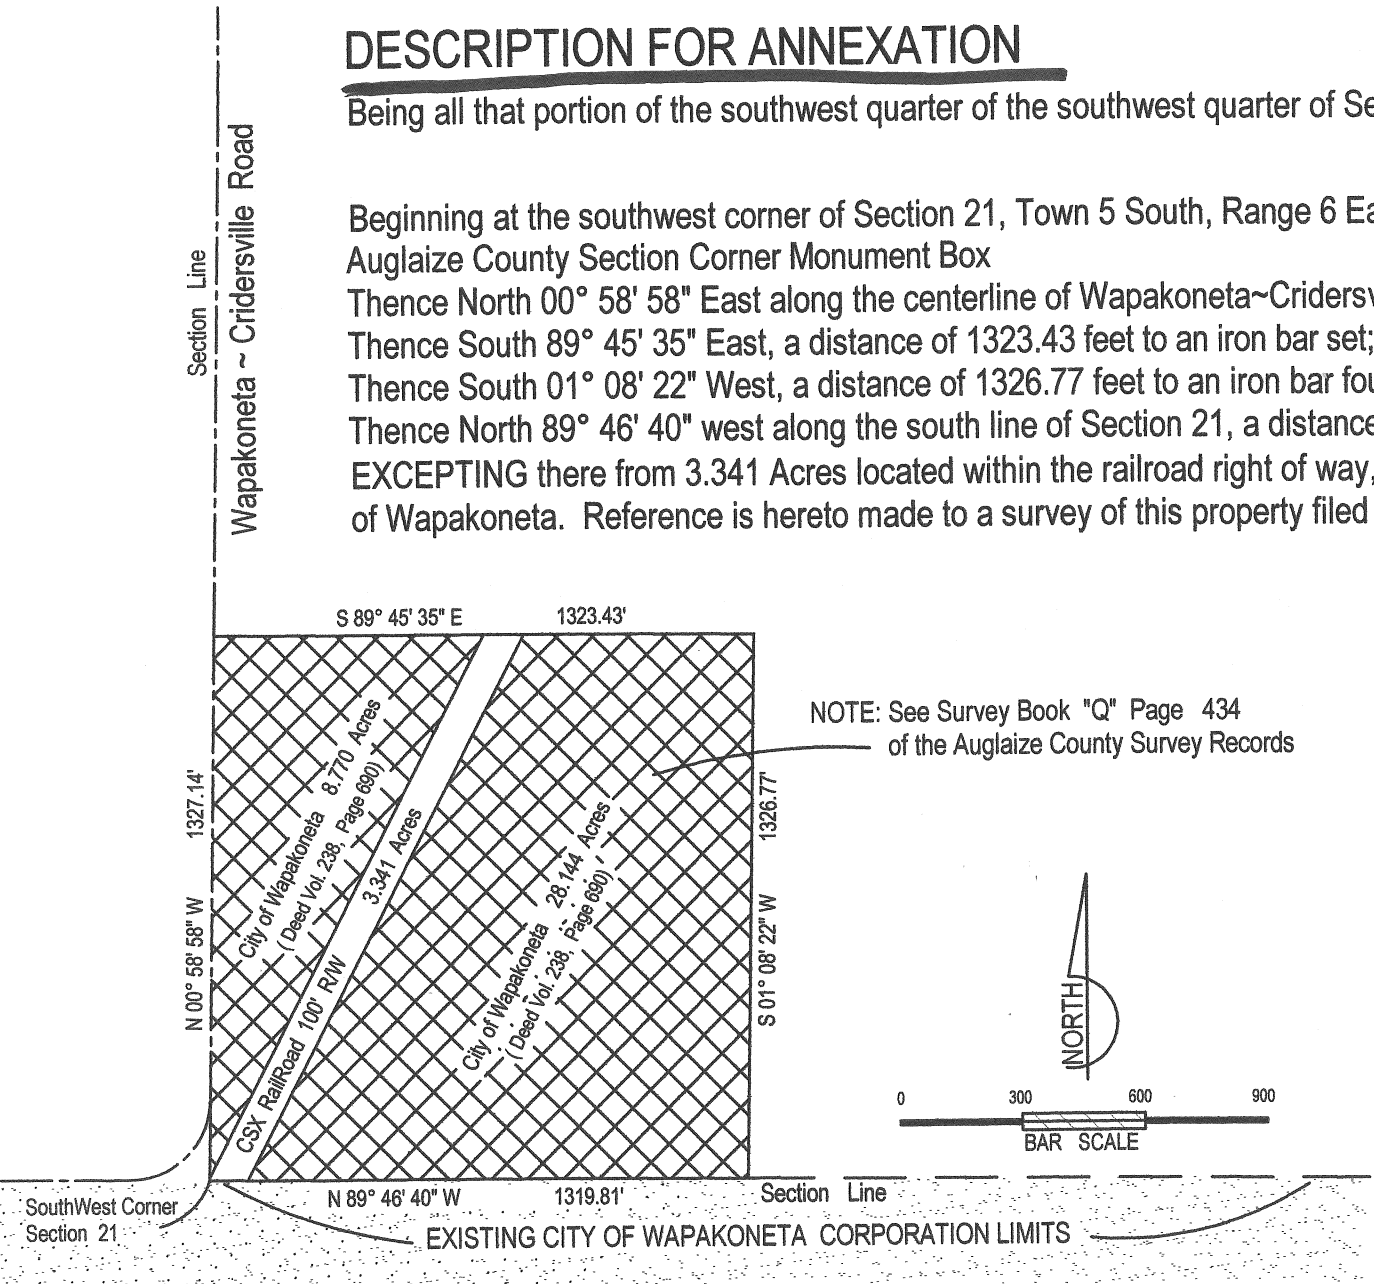 DESCRIPTION FOR ANNEXATION
Being all that portion of the southwest quarter of the southwest quarter of Se
Beginning at the southwest corner of Section 21, Town 5 South, Range 6 Ea
Auglaize County Section Corner Monument Box
Thence North 00° 58' 58" East along the centerline of Wapakoneta~Cridersv
Thence South 89° 45' 35" East, a distance of 1323.43 feet to an iron bar set;
Thence South 01° 08' 22" West, a distance of 1326.77 feet to an iron bar fou
Thence North 89° 46' 40" west along the south line of Section 21, a distance
EXCEPTING there from 3.341 Acres located within the railroad right of way,
of Wapakoneta. Reference is hereto made to a survey of this property filed
Section Line
Wapakoneta ~ Cridersville Road
S 89° 45' 35" E 1323.43'
N 00° 58' 58" W 1327.14'
City of Wapakoneta 8.770 Acres
( Deed Vol. 238, Page 690)
CSX RailRoad 100' R/W 3.341 Acres
City of Wapakoneta 28.144 Acres
( Deed Vol. 238, Page 690)
S 01° 08' 22" W 1326.77'
NOTE: See Survey Book "Q" Page 434
of the Auglaize County Survey Records
NORTH
0 300 600 900
BAR SCALE
N 89° 46' 40" W 1319.81'
Section Line
SouthWest Corner
Section 21
EXISTING CITY OF WAPAKONETA CORPORATION LIMITS